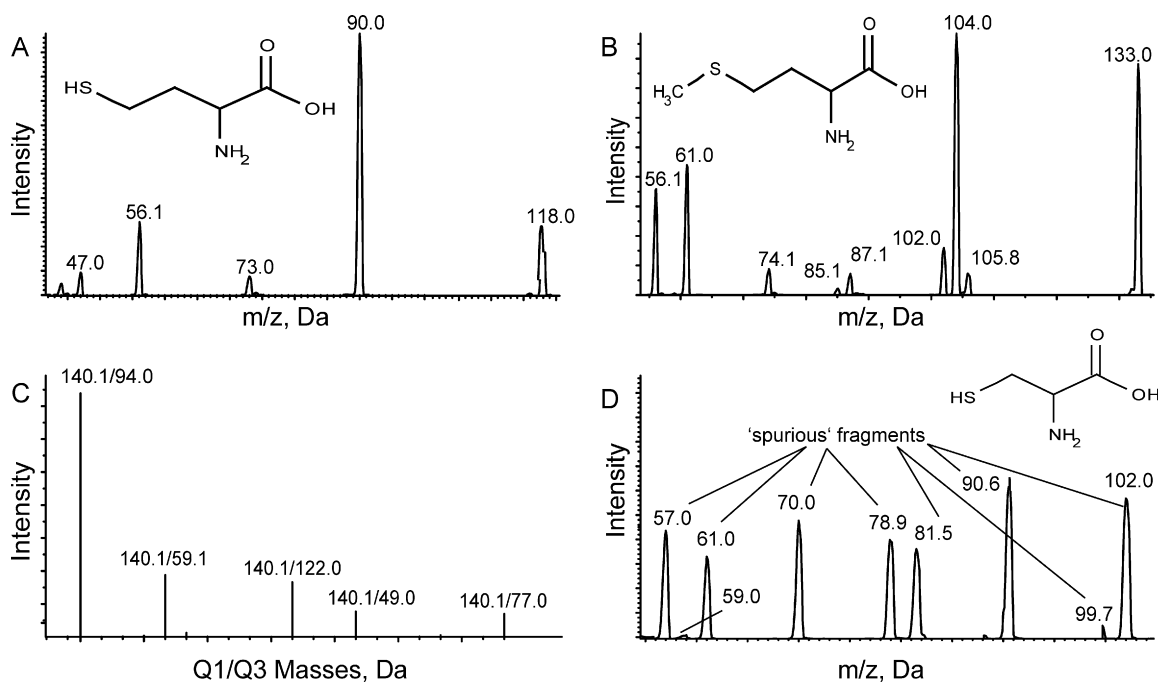 A
90.0
HS
O
OH
NH2
47.0
56.1
73.0
118.0
Intensity
m/z, Da
B
104.0
133.0
H3C
S
O
OH
NH2
56.1
61.0
74.1
85.1
87.1
102.0
105.8
Intensity
m/z, Da
C
140.1/94.0
140.1/59.1
140.1/122.0
140.1/49.0
140.1/77.0
Intensity
Q1/Q3 Masses, Da
D
HS
O
OH
NH2
‘spurious‘ fragments
57.0
61.0
59.0
70.0
78.9
81.5
90.6
99.7
102.0
Intensity
m/z, Da